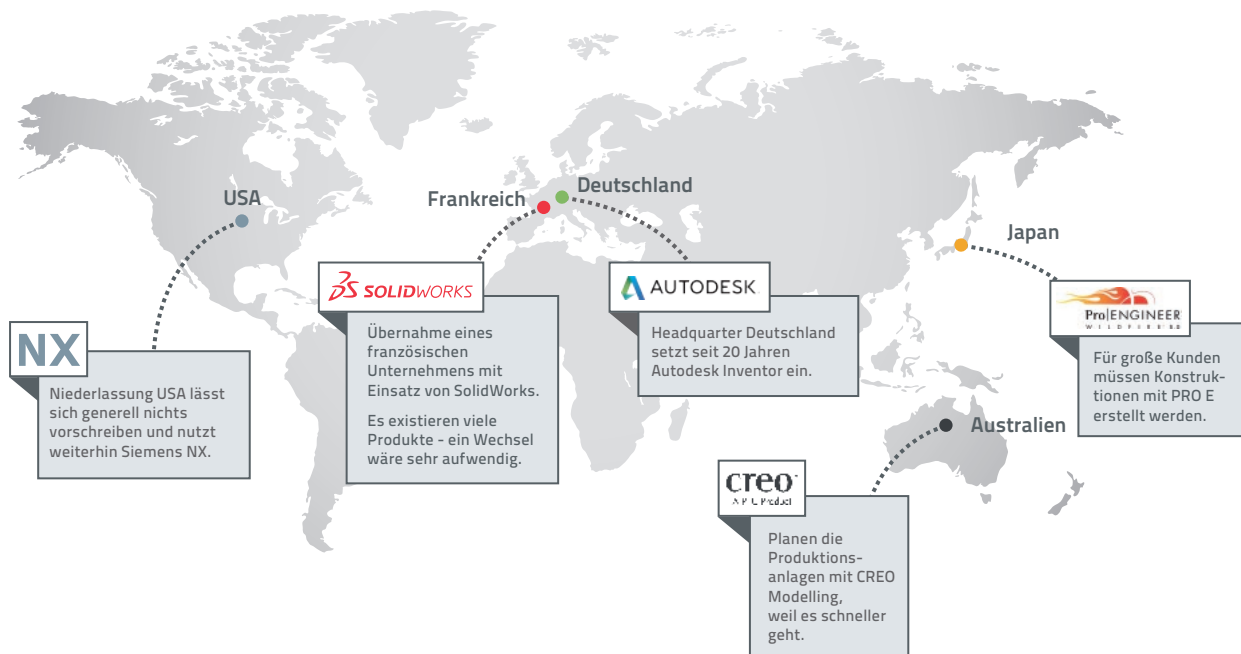 USA
Frankreich
Deutschland
Japan
Australien
NX
Niederlassung USA lässt
sich generell nichts
vorschreiben und nutzt
weiterhin Siemens NX.
SOLIDWORKS
Übernahme eines
französischen
Unternehmens mit
Einsatz von SolidWorks.
Es existieren viele
Produkte - ein Wechsel
wäre sehr aufwendig.
AUTODESK.
Headquarter Deutschland
setzt seit 20 Jahren
Autodesk Inventor ein.
Pro|ENGINEER
Für große Kunden
müssen Konstruk-
tionen mit PRO E
erstellt werden.
creo
Product
Planen die
Produktions-
anlagen mit CREO
Modelling,
weil es schneller
geht.